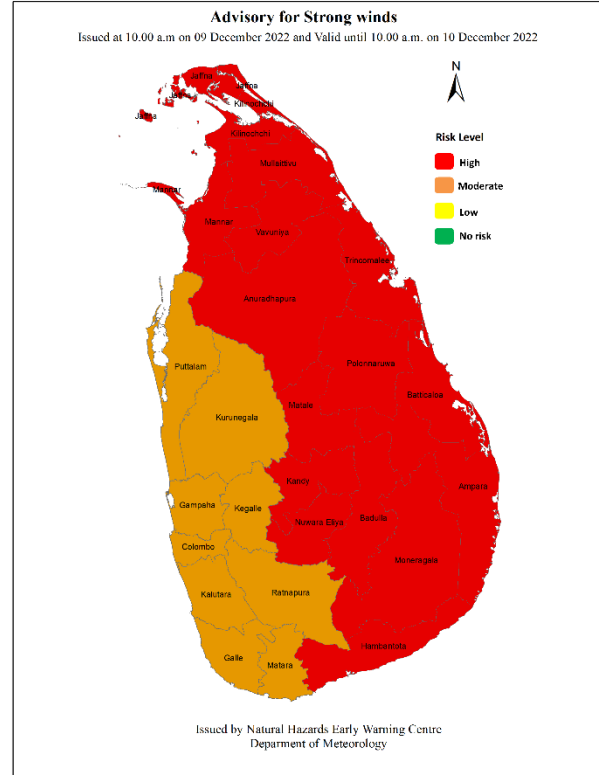 Advisory for Strong winds
Issued at 10.00 a.m on 09 December 2022 and Valid until 10.00 a.m. on 10 December 2022
N
Jaffna
Jaffna
Jaffna
Kilinochchi
Jaffna
Kilinochchi
Mullaitivu
Mannar
Mannar
Vavuniya
Trincomalee
Anuradhapura
Polonnaruwa
Puttalam
Batticaloa
Matale
Kurunegala
Kandy
Ampara
Gampaha
Kegalle
Nuwara Eliya
Badulla
Colombo
Moneragala
Kalutara
Ratnapura
Hambantota
Galle
Matara
Risk Level
High
Moderate
Low
No risk
Issued by Natural Hazards Early Warning Centre
Deparment of Meteorology